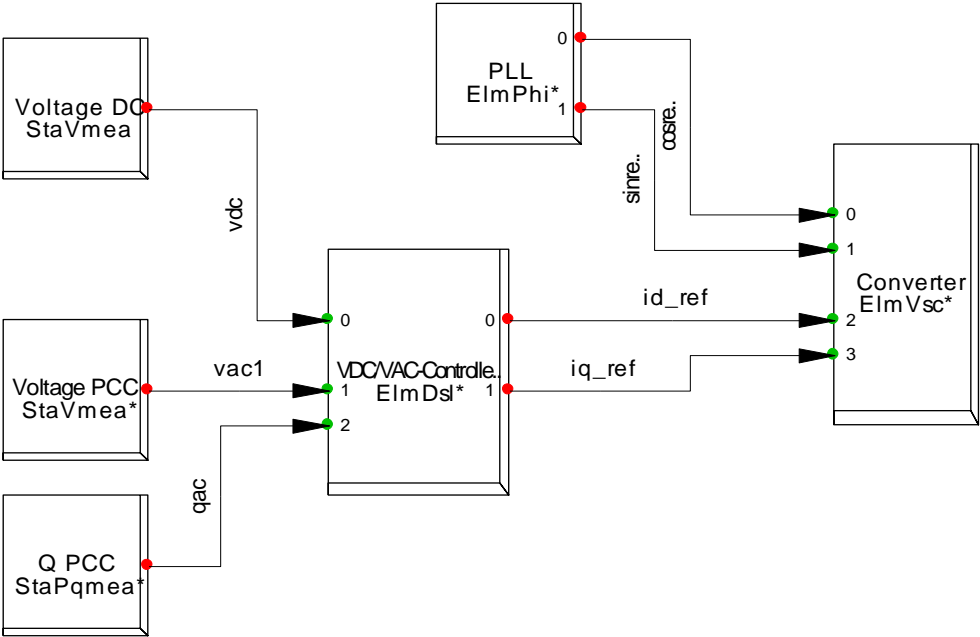 Voltage DC
StaVmea
vdc
PLL
ElmPhi*
0
1
cosre..
sinre..
Voltage PCC
StaVmea*
vac1
Q PCC
StaPqmea*
qac
0
1
2
VDC/VAC-Controlle..
ElmDsl*
0
1
id_ref
iq_ref
0
1
Converter
ElmVsc*
2
3